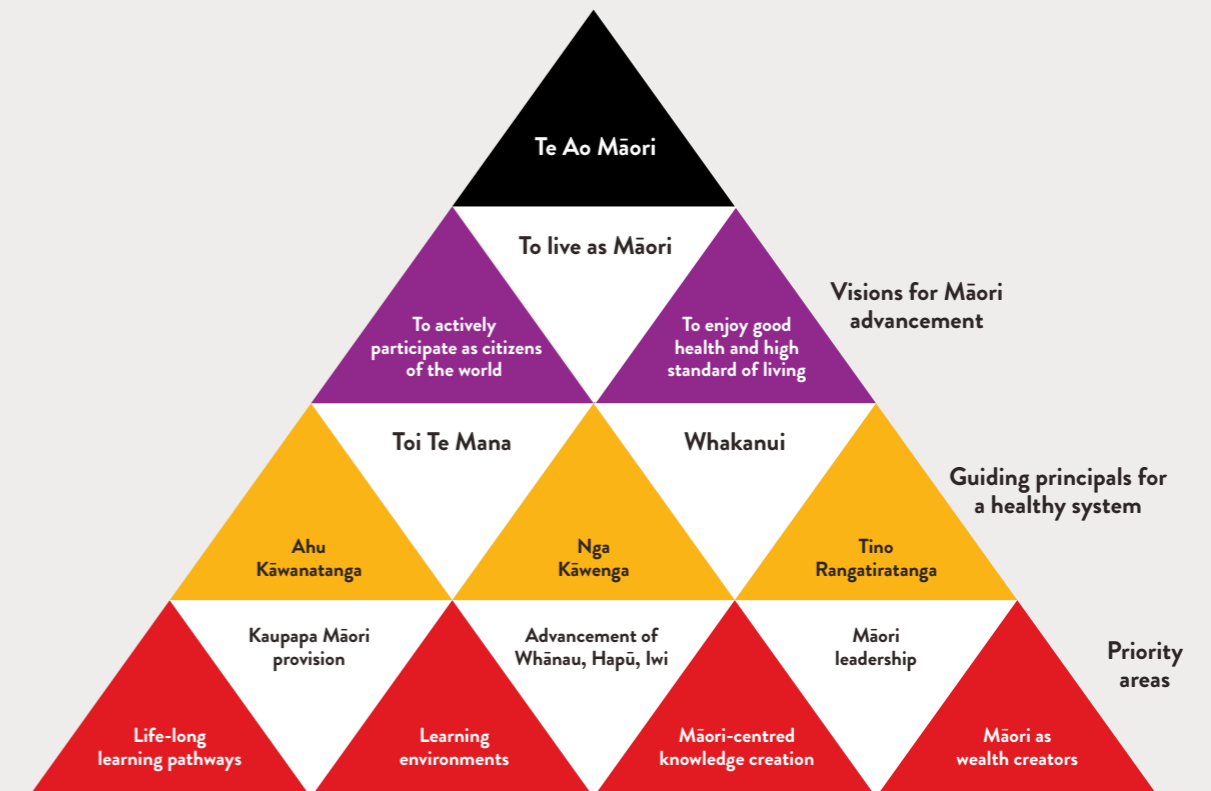 Te Ao Māori
To live as Māori
To actively
participate as citizens
of the world
To enjoy good
health and high
standard of living
Visions for Māori
advancement
Toi Te Mana
Whakanui
Ahu
Kāwanatanga
Nga
Kāwenga
Tino
Rangatiratanga
Guiding principals for
a healthy system
Kaupapa Māori
provision
Advancement of
Whānau, Hapū, Iwi
Māori
leadership
Life-long
learning pathways
Learning
environments
Māori-centred
knowledge creation
Māori as
wealth creators
Priority
areas